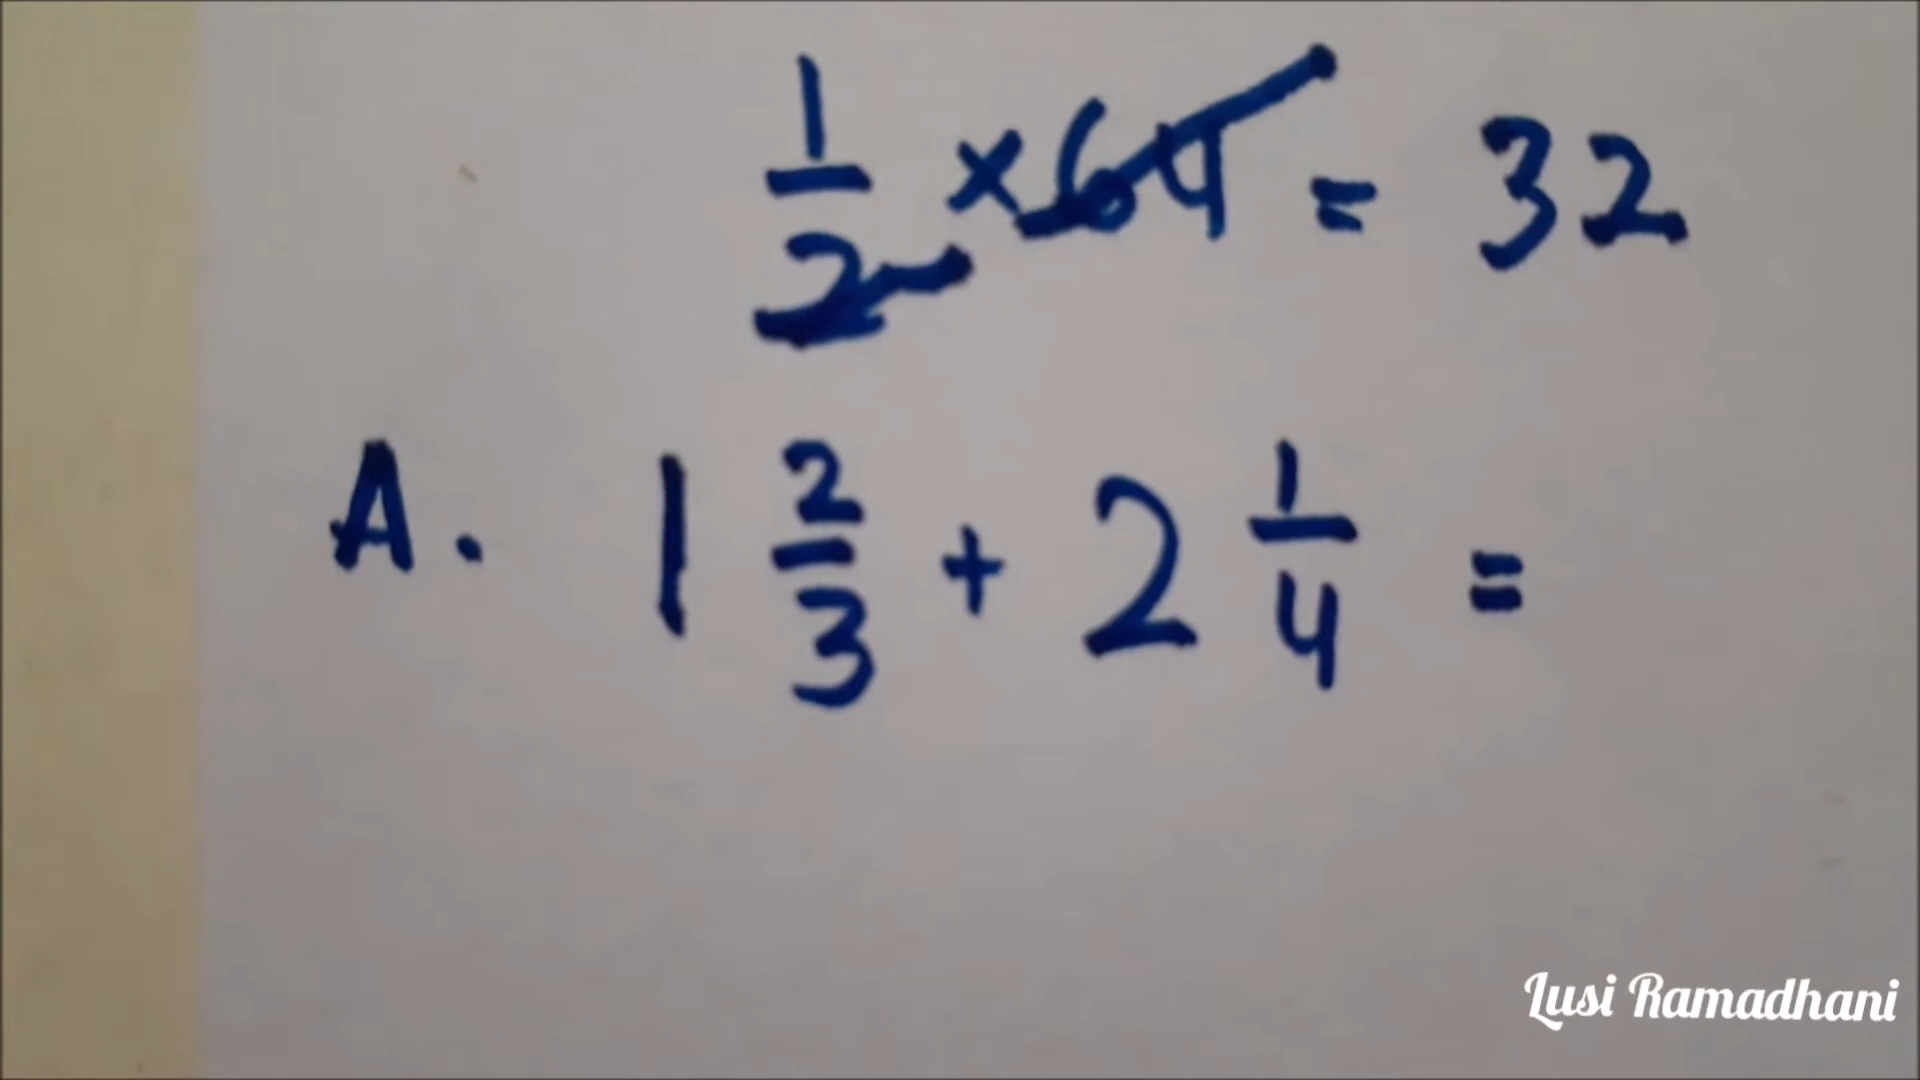 1/2 × 64 = 32
A. 1 2/3 + 2 1/4 =
Lusi Ramadhani